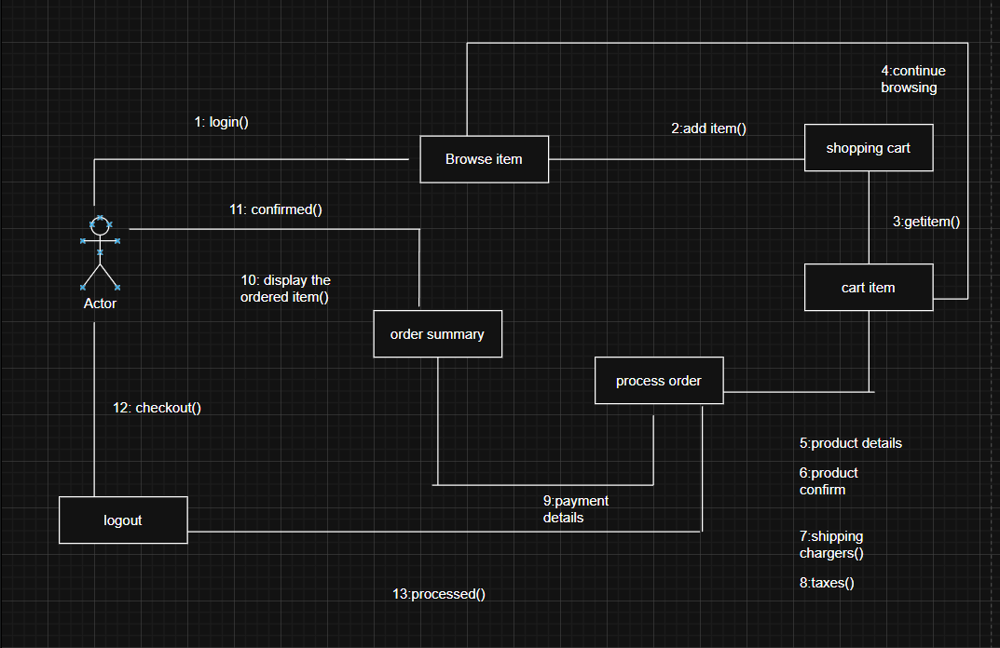 4:continue
browsing
1: login()
2:add item()
shopping cart
Browse item
11: confirmed()
3:getitem()
10: display the
ordered item()
cart item
Actor
order summary
process order
12: checkout()
5:product details
6:product
confirm
9:payment
details
logout
7:shipping
chargers()
8:taxes()
13:processed()